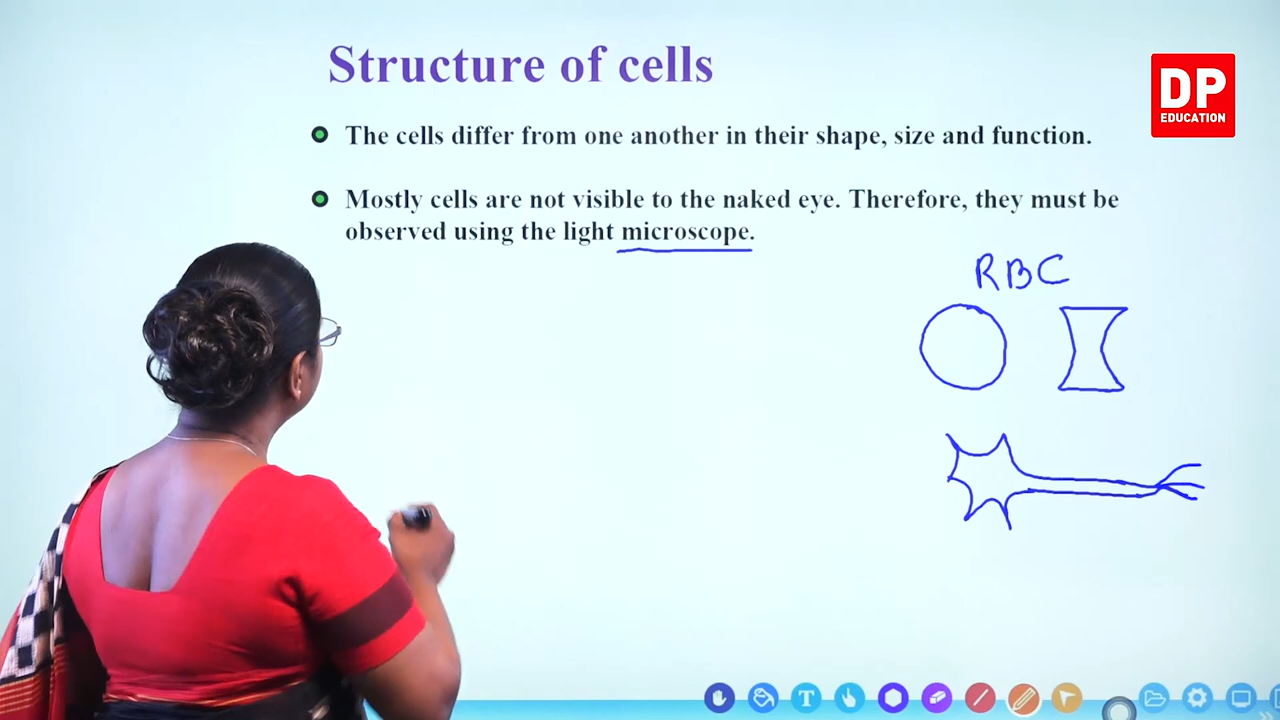 Structure of cells
DP
EDUCATION
The cells differ from one another in their shape, size and function.
Mostly cells are not visible to the naked eye. Therefore, they must be
observed using the light microscope.
RBC